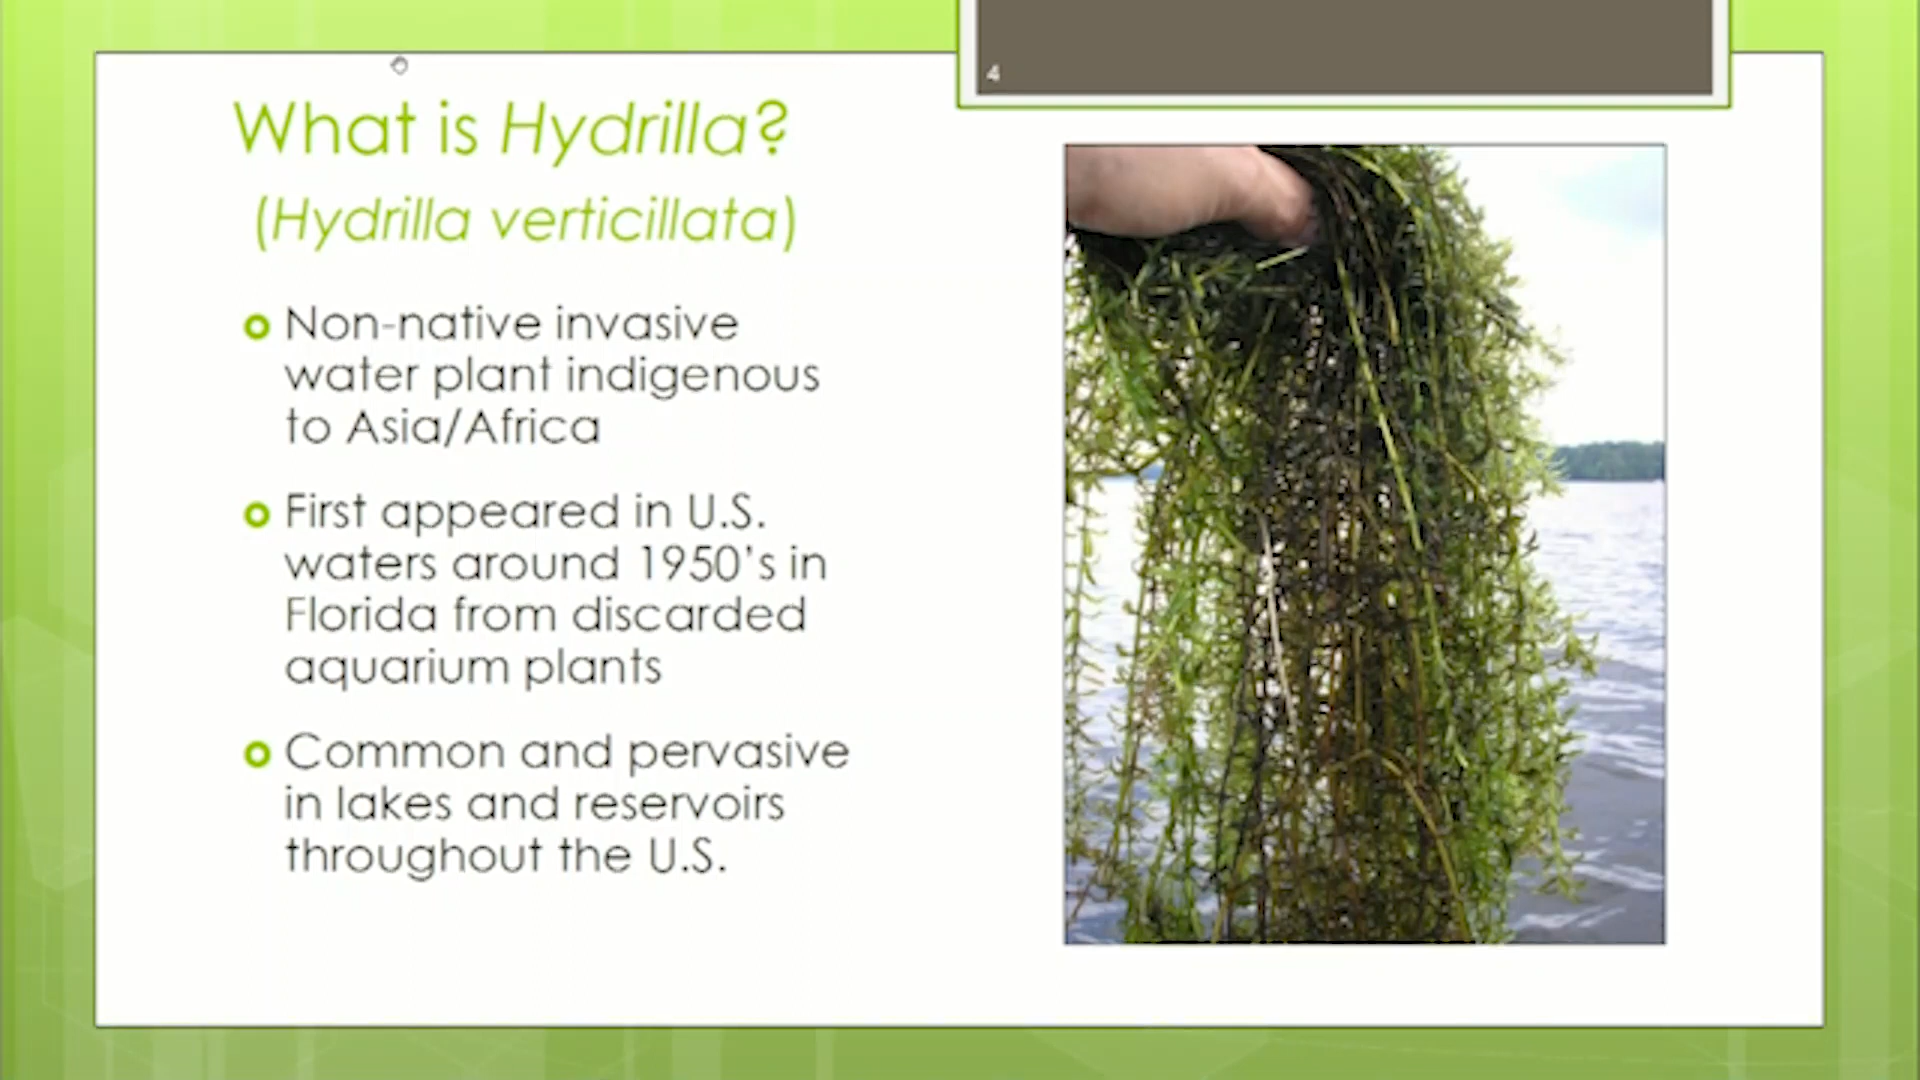 4
What is Hydrilla?
(Hydrilla verticillata)
Non-native invasive
water plant indigenous
to Asia/Africa
First appeared in U.S.
waters around 1950's in
Florida from discarded
aquarium plants
Common and pervasive
in lakes and reservoirs
throughout the U.S.